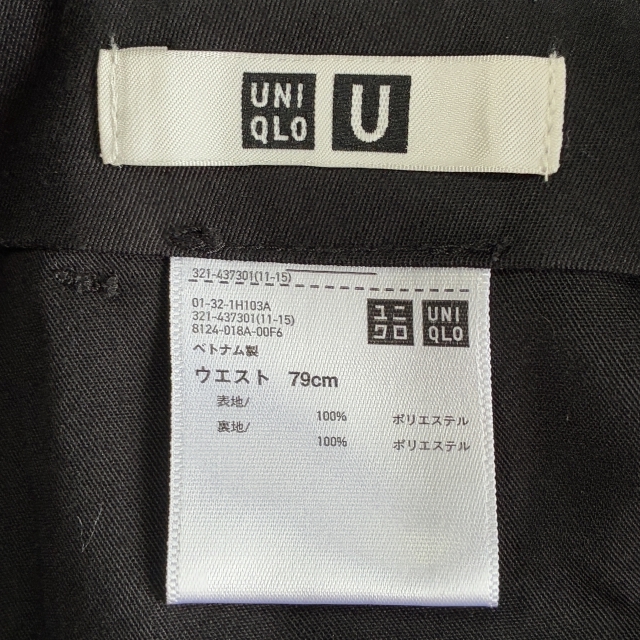 UNI
QLO
U
321-437301(11-15)
01-32-1H103A
321-437301(11-15)
8124-018A-00F6
ユニ
クロ
UNI
QLO
ベトナム製
ウエスト 79cm
表地/
100% ポリエステル
裏地/
100% ポリエステル